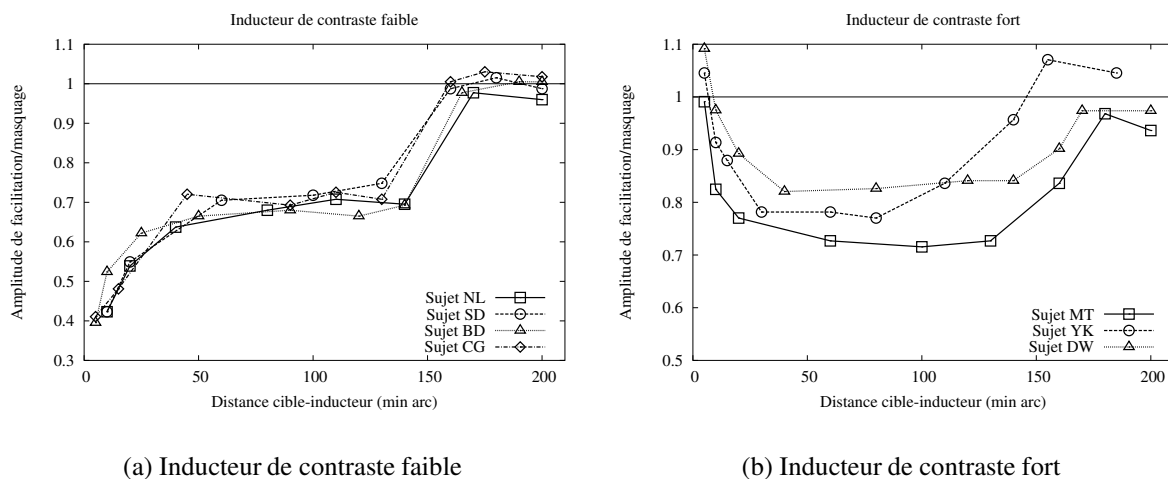 Inducteur de contraste faible
Amplitude de facilitation/masquage
1.1
1
0.9
0.8
0.7
0.6
0.5
0.4
0.3
Sujet NL
Sujet SD
Sujet BD
Sujet CG
0 50 100 150 200
Distance cible-inducteur (min arc)
(a) Inducteur de contraste faible
Inducteur de contraste fort
Amplitude de facilitation/masquage
1.1
1
0.9
0.8
0.7
0.6
0.5
Sujet MT
Sujet YK
Sujet DW
0 50 100 150 200
Distance cible-inducteur (min arc)
(b) Inducteur de contraste fort